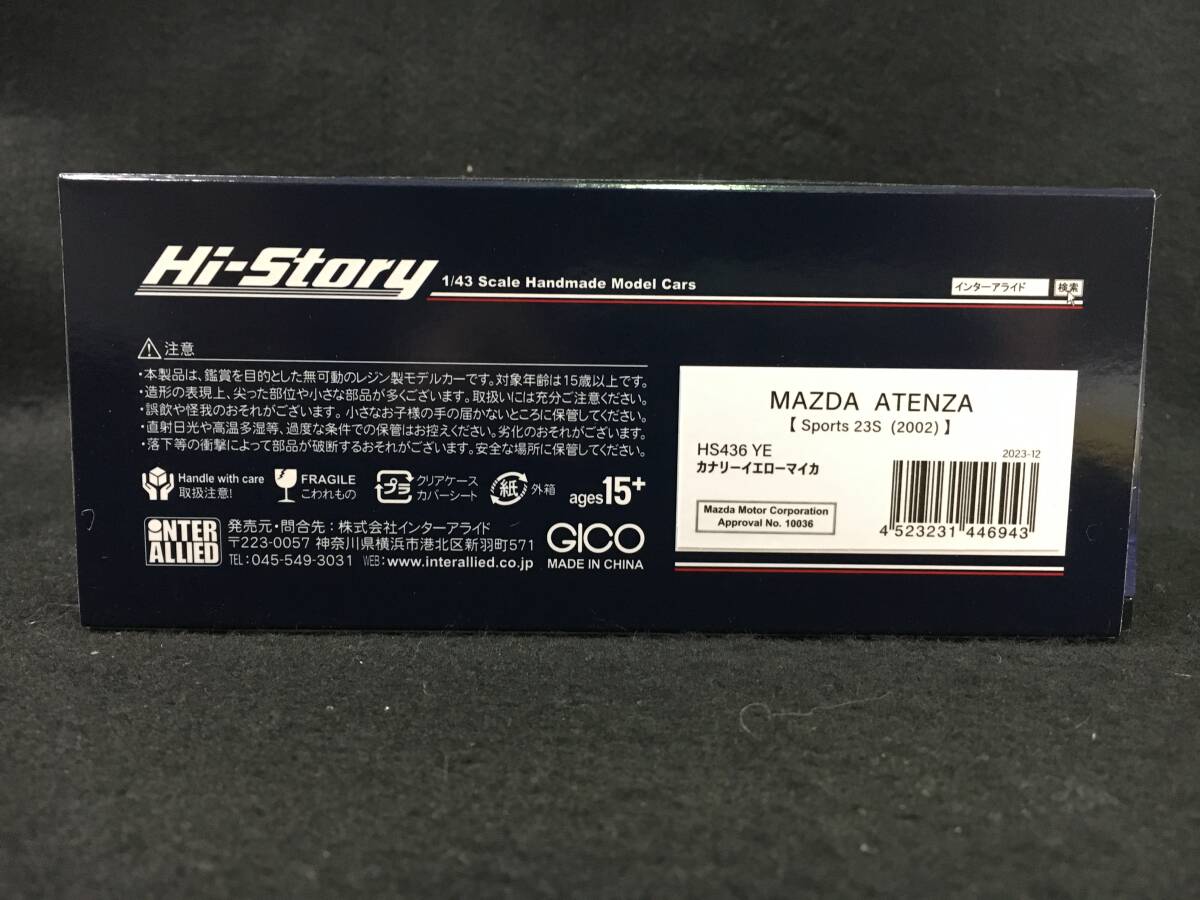 Hi-Story
1/43 Scale Handmade Model Cars
インターアライド 検索
注意
・本製品は、鑑賞を目的とした無可動のレジン製モデルカーです。対象年齢は15歳以上です。
・造形の表現上、尖った部位や小さな部品が多くございます。取扱いには充分ご注意ください。
・誤飲や怪我のおそれがございます。小さなお子様の手の届かないところに保管してください。
・直射日光や高温多湿等、過度な条件での保管はお控えください。劣化のおそれがございます。
・落下等の衝撃によって部品が破断するおそれがございます。安全な場所に保管してください。
Handle with care
取扱注意!
FRAGILE
こわれもの
プラ
クリアケース
カバーシート
紙 外箱
ages15+
INTER
ALLIED
発売元・問合先：株式会社インターアライド
〒223-0057 神奈川県横浜市港北区新羽町571
TEL：045-549-3031 WEB：www.interallied.co.jp
GICO
MADE IN CHINA
MAZDA ATENZA
【 Sports 23S (2002) 】
HS436 YE
カナリーイエローマイカ
2023-12
Mazda Motor Corporation
Approval No. 10036
4 523231 446943